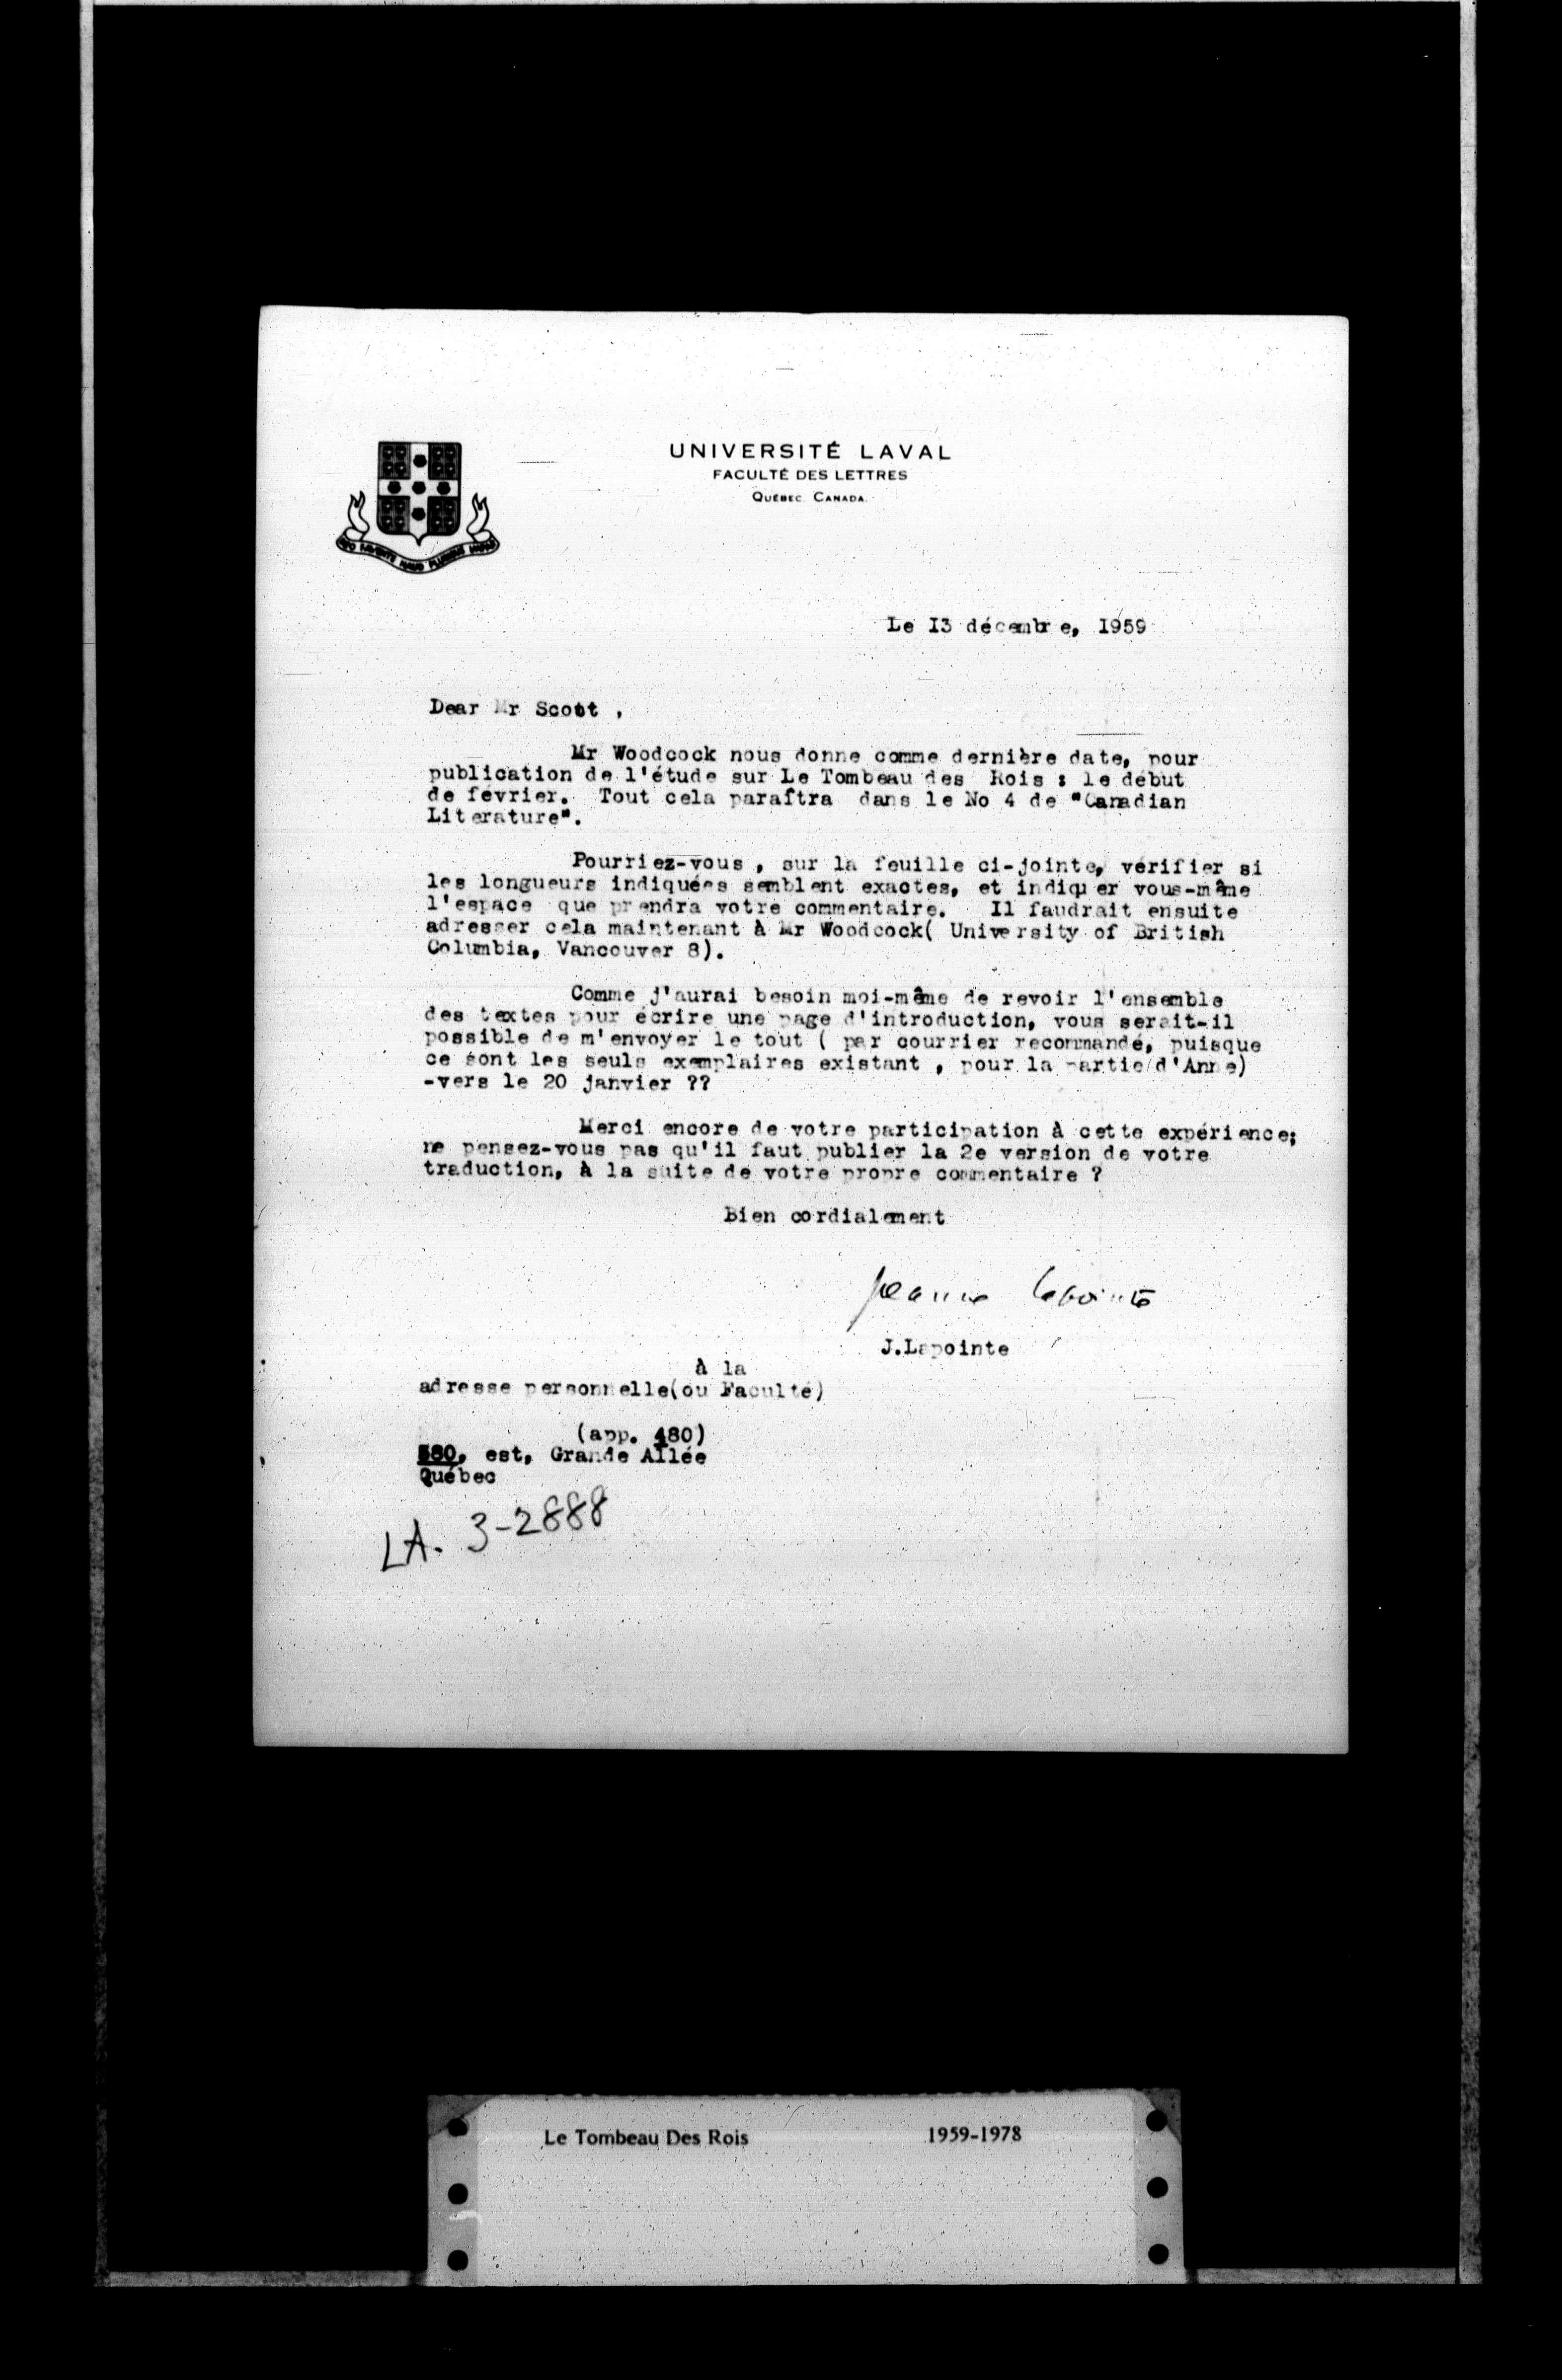 UNIVERSITÉ LAVAL
FACULTÉ DES LETTRES
QUÉBEC, CANADA.
Le I3 décembre, 1959
Dear Mr Scott ,
Mr Woodcock nous donne comme dernière date, pour
publication de l'étude sur Le Tombeau des Rois : le début
de février. Tout cela paraîtra dans le No 4 de "Canadian
Literature".
Pourriez-vous , sur la feuille ci-jointe, vérifier si
les longueurs indiquées semblent exactes, et indiquer vous-même
l'espace que prendra votre commentaire. Il faudrait ensuite
adresser cela maintenant à Mr Woodcock( University of British
Columbia, Vancouver 8).
Comme j'aurai besoin moi-même de revoir l'ensemble
des textes pour écrire une page d'introduction, vous serait-il
possible de m'envoyer le tout ( par courrier recommandé, puisque
ce sont les seuls exemplaires existant , pour la partie d'Anne)
-vers le 20 janvier ??
Merci encore de votre participation à cette expérience;
ne pensez-vous pas qu'il faut publier la 2e version de votre
traduction, à la suite de votre propre commentaire ?
Bien cordialement
Jeanne Lapointe
J.Lapointe
à la
adresse personnelle(ou Faculté)
(app. 480)
580, est, Grande Allée
Québec
LA. 3-2888
Le Tombeau Des Rois 1959-1978